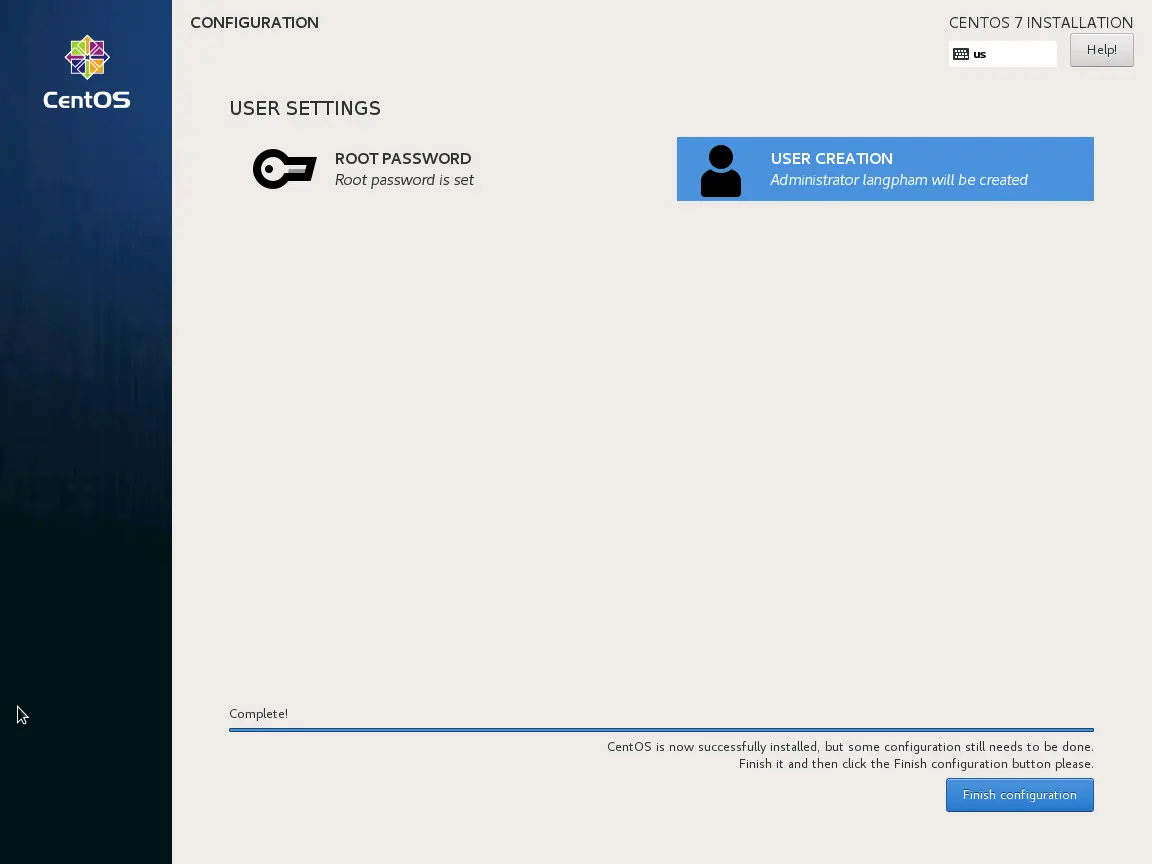 CentOS
CONFIGURATION
CENTOS 7 INSTALLATION
us
Help!
USER SETTINGS
ROOT PASSWORD
Root password is set
USER CREATION
Administrator langpham will be created
Complete!
CentOS is now successfully installed, but some configuration still needs to be done.
Finish it and then click the Finish configuration button please.
Finish configuration